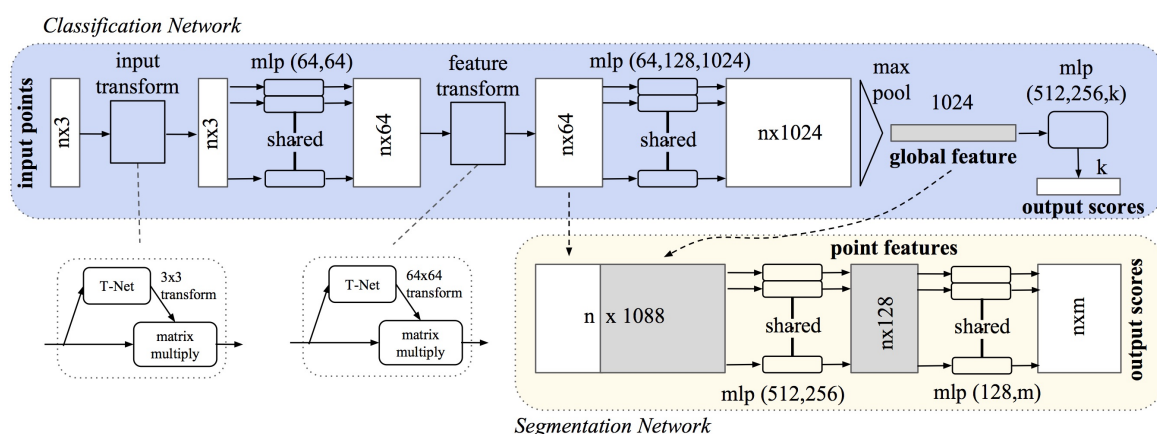 Classification Network
input points
nx3
input
transform
nx3
mlp (64,64)
shared
nx64
feature
transform
nx64
mlp (64,128,1024)
shared
nx1024
max
pool
1024
global feature
mlp
(512,256,k)
k
output scores
T-Net
3x3
transform
matrix
multiply
T-Net
64x64
transform
matrix
multiply
point features
n x 1088
shared
mlp (512,256)
nx128
shared
mlp (128,m)
nxm
output scores
Segmentation Network